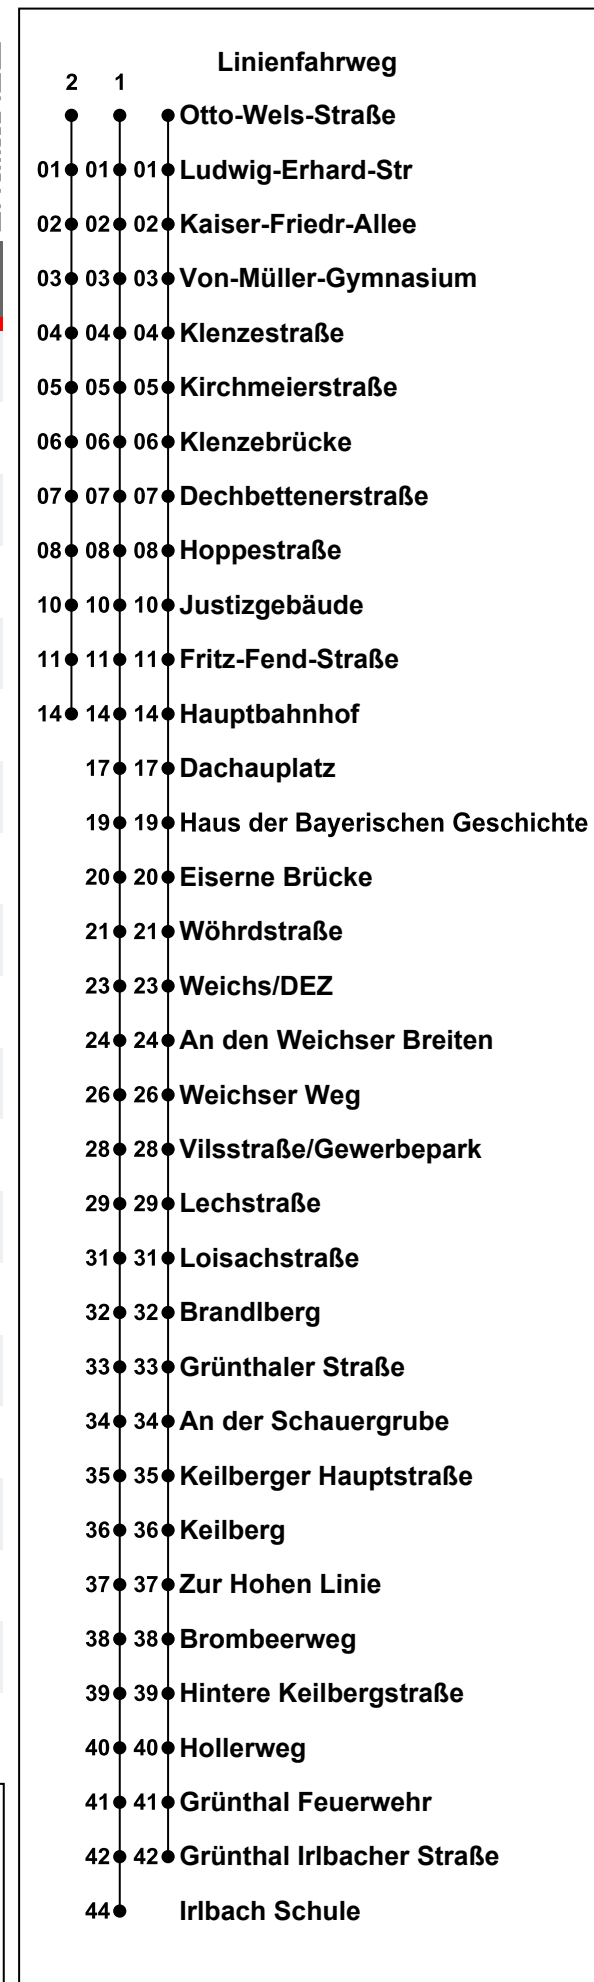 Linienfahrweg
2 1
Otto-Wels-Straße
01 01 01 Ludwig-Erhard-Str
02 02 02 Kaiser-Friedr-Allee
03 03 03 Von-Müller-Gymnasium
04 04 04 Klenzestraße
05 05 05 Kirchmeierstraße
06 06 06 Klenzebrücke
07 07 07 Dechbettenerstraße
08 08 08 Hoppestraße
10 10 10 Justizgebäude
11 11 11 Fritz-Fend-Straße
14 14 14 Hauptbahnhof
17 17 Dachauplatz
19 19 Haus der Bayerischen Geschichte
20 20 Eiserne Brücke
21 21 Wöhrdstraße
23 23 Weichs/DEZ
24 24 An den Weichser Breiten
26 26 Weichser Weg
28 28 Vilsstraße/Gewerbepark
29 29 Lechstraße
31 31 Loisachstraße
32 32 Brandlberg
33 33 Grünthaler Straße
34 34 An der Schauergrube
35 35 Keilberger Hauptstraße
36 36 Keilberg
37 37 Zur Hohen Linie
38 38 Brombeerweg
39 39 Hintere Keilbergstraße
40 40 Hollerweg
41 41 Grünthal Feuerwehr
42 42 Grünthal Irlbacher Straße
44 Irlbach Schule